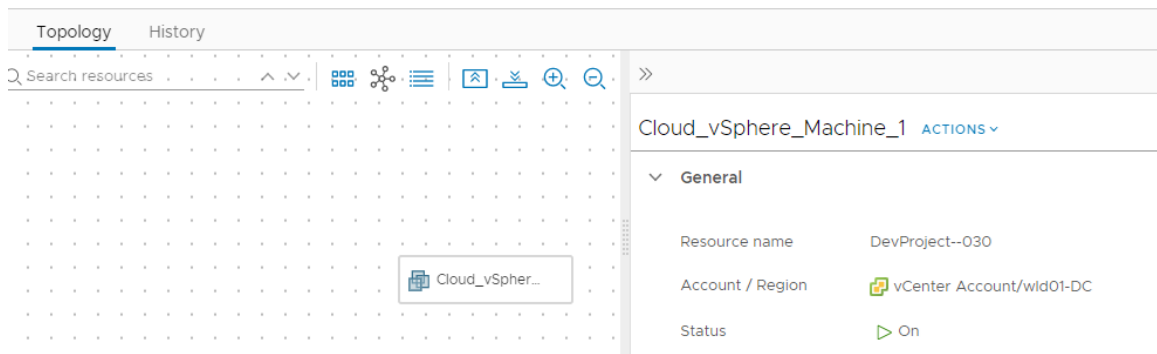 Topology History
Search resources
Cloud_vSphere_Machine_1 ACTIONS
General
Resource name DevProject--030
Cloud_vSpher...
Account / Region vCenter Account/wld01-DC
Status On